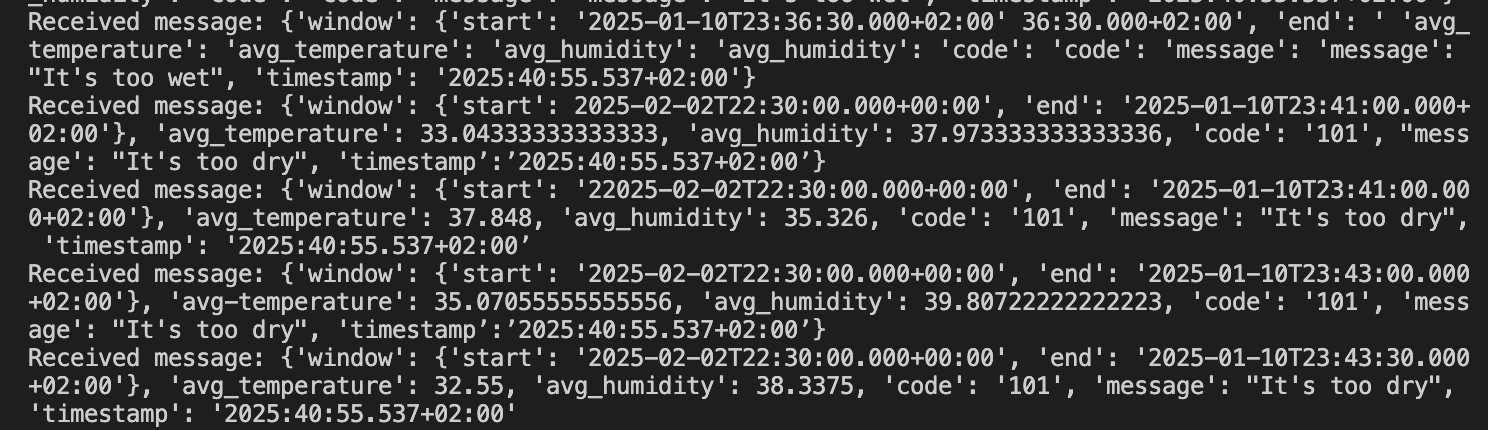 Received message: {'window': {'start': '2025-01-10T23:36:30.000+02:00' 36:30.000+02:00', 'end': ' 'avg_
temperature': 'avg_temperature': 'avg_humidity': 'avg_humidity': 'code': 'code': 'message': 'message':
"It's too wet", 'timestamp': '2025:40:55.537+02:00'}
Received message: {'window': {'start': 2025-02-02T22:30:00.000+00:00', 'end': '2025-01-10T23:41:00.000+
02:00'}, 'avg_temperature': 33.04333333333333, 'avg_humidity': 37.973333333333336, 'code': '101', "mess
age': "It's too dry", 'timestamp’:’2025:40:55.537+02:00’}
Received message: {'window': {'start': '22025-02-02T22:30:00.000+00:00', 'end': '2025-01-10T23:41:00.00
0+02:00'}, 'avg_temperature': 37.848, 'avg_humidity': 35.326, 'code': '101', 'message': "It's too dry",
'timestamp': '2025:40:55.537+02:00’
Received message: {'window': {'start': '2025-02-02T22:30:00.000+00:00', 'end': '2025-01-10T23:43:00.000
+02:00'}, 'avg-temperature': 35.07055555555556, 'avg_humidity': 39.80722222222223, 'code': '101', 'mess
age': "It's too dry", 'timestamp’:’2025:40:55.537+02:00’}
Received message: {'window': {'start': '2025-02-02T22:30:00.000+00:00', 'end': '2025-01-10T23:43:30.000
+02:00'}, 'avg_temperature': 32.55, 'avg_humidity': 38.3375, 'code': '101', 'message': "It's too dry",
'timestamp': '2025:40:55.537+02:00'